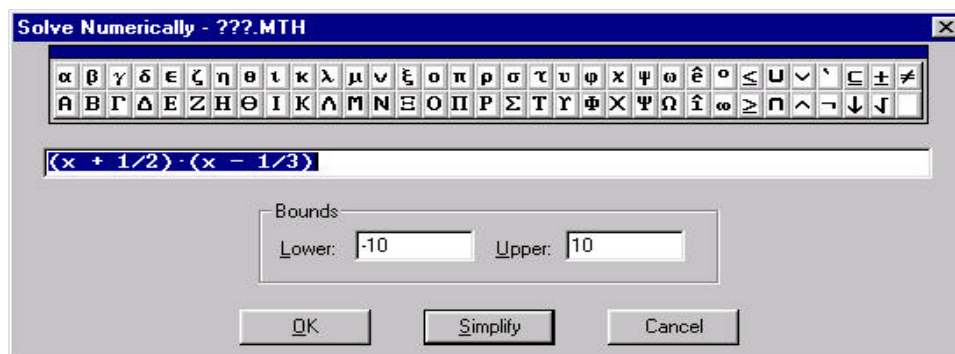 Solve Numerically - ???.MTH
α β γ δ ϵ ζ η θ ι κ λ μ ν ξ ο π ρ σ τ υ φ χ ψ ω ê ° ≤ ∪ ∨ ` ⊆ ± ≠
Α Β Γ Δ Ε Ζ Η Θ Ι Κ Λ Μ Ν Ξ Ο Π Ρ Σ Τ Υ Φ Χ Ψ Ω î ∞ ≥ ∩ ∧ ¬ ↓ √
(x + 1/2)·(x - 1/3)
Bounds
Lower: -10 Upper: 10
OK Simplify Cancel